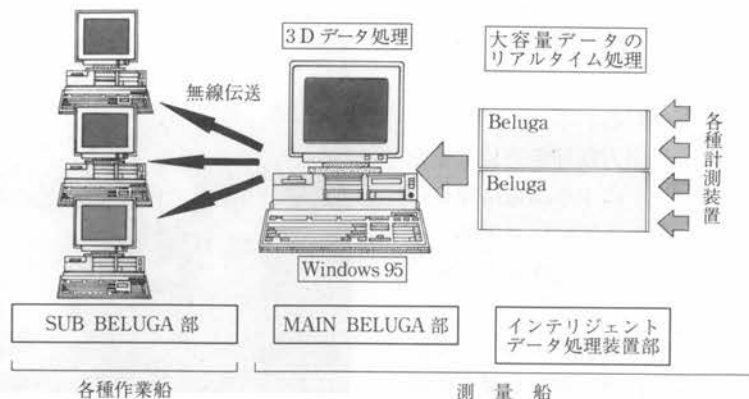 3Dデータ処理
大容量データの
リアルタイム処理
無線伝送
Beluga
Beluga
各種計測装置
Windows 95
SUB BELUGA 部
MAIN BELUGA 部
インテリジェント
データ処理装置部
各種作業船
測量船